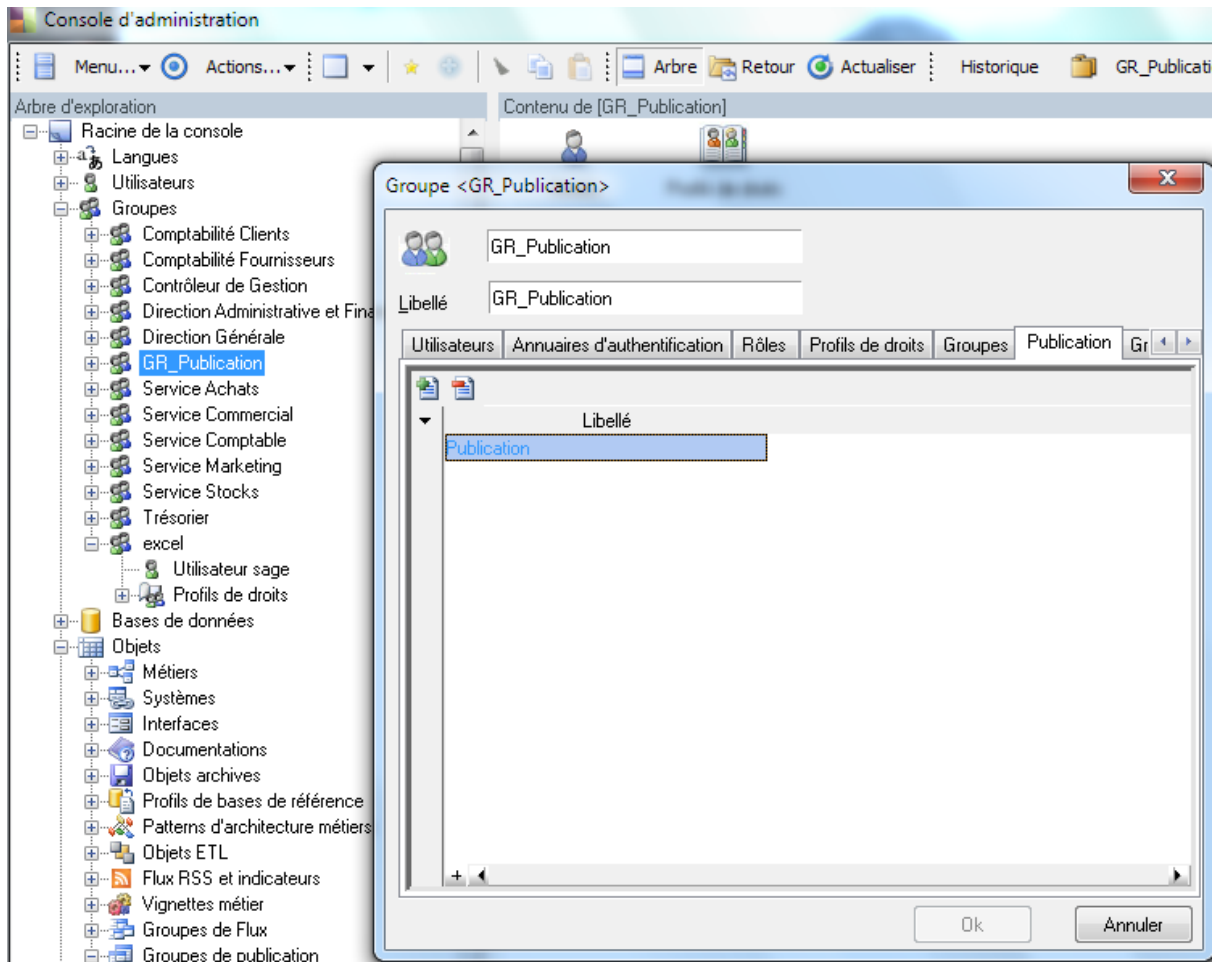 Console d'administration
Menu... Actions... Arbre Retour Actualiser Historique GR_Publicati
Arbre d'exploration
Contenu de [GR_Publication]
Racine de la console
Langues
Utilisateurs
Groupes
Comptabilité Clients
Comptabilité Fournisseurs
Contrôleur de Gestion
Direction Administrative et Fina
Direction Générale
GR_Publication
Service Achats
Service Commercial
Service Comptable
Service Marketing
Service Stocks
Trésorier
excel
Utilisateur sage
Profils de droits
Bases de données
Objets
Métiers
Systèmes
Interfaces
Documentations
Objets archives
Profils de bases de référence
Patterns d'architecture métiers
Objets ETL
Flux RSS et indicateurs
Vignettes métier
Groupes de Flux
Groupes de publication
Groupe <GR_Publication>
GR_Publication
Libellé GR_Publication
Utilisateurs Annuaires d'authentification Rôles Profils de droits Groupes Publication Gr
Libellé
Publication
Ok Annuler